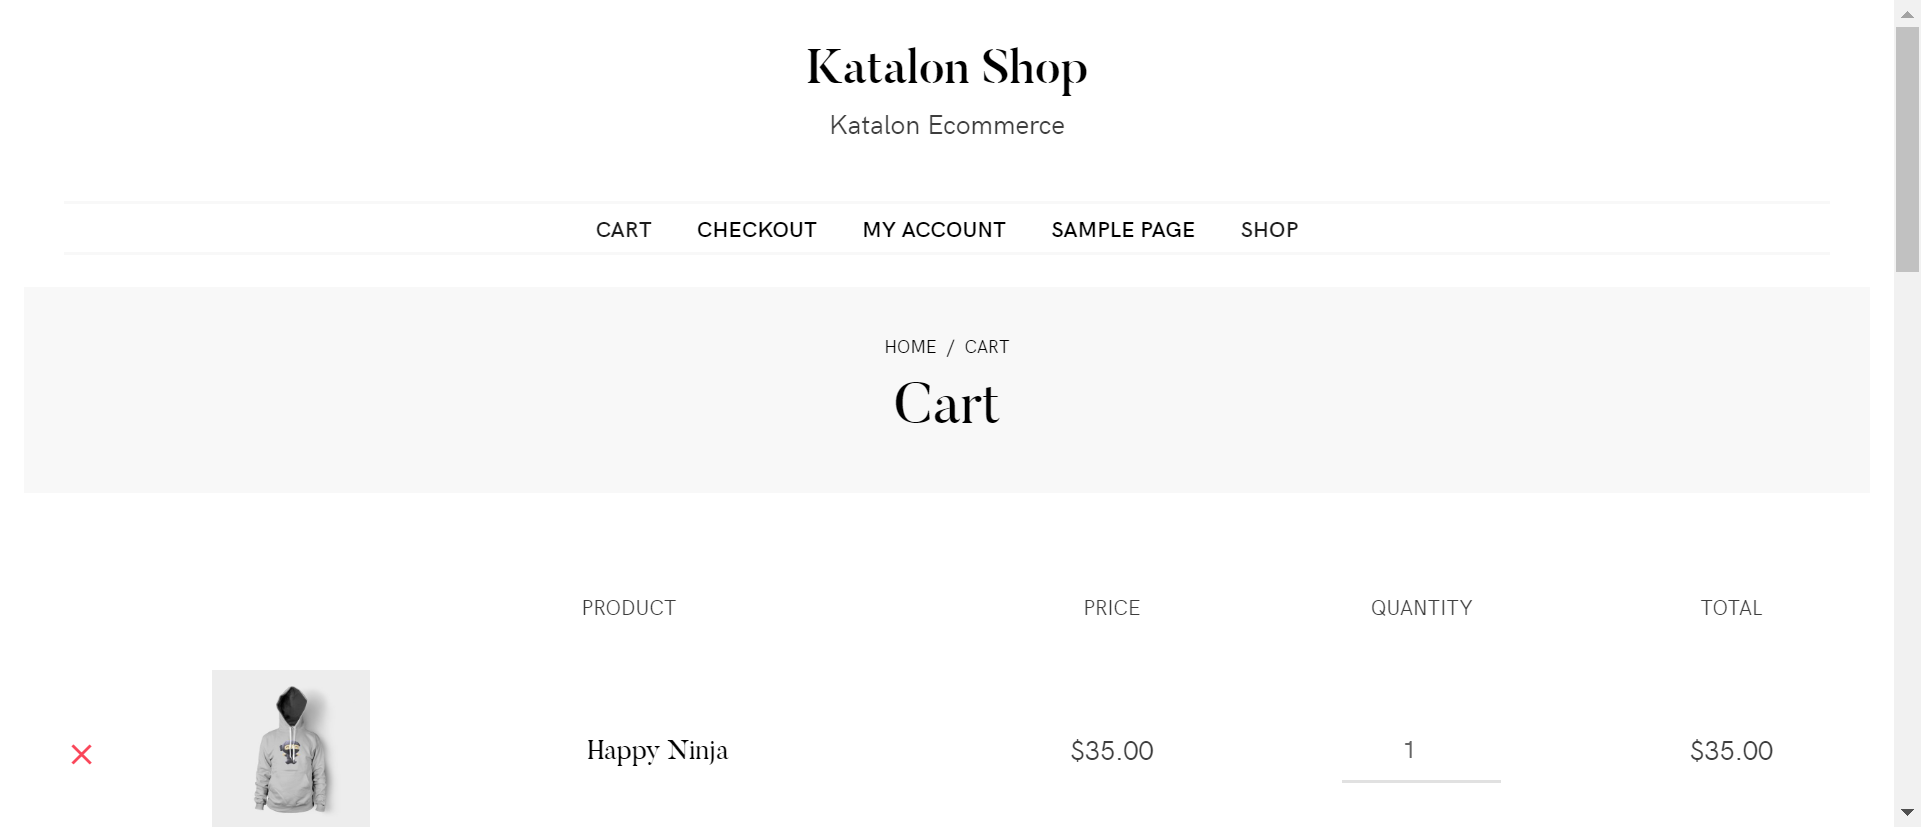 Katalon Shop
Katalon Ecommerce
CART CHECKOUT MY ACCOUNT SAMPLE PAGE SHOP
HOME / CART
Cart
PRODUCT PRICE QUANTITY TOTAL
Happy Ninja $35.00 1 $35.00